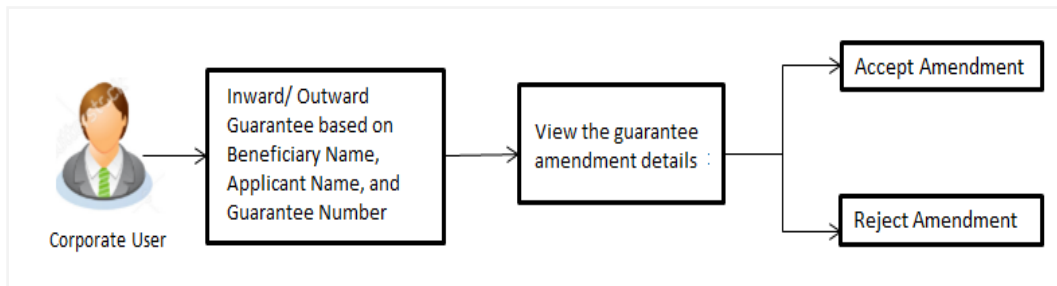 Corporate User
Inward/ Outward
Guarantee based on
Beneficiary Name,
Applicant Name, and
Guarantee Number
View the guarantee
amendment details :
Accept Amendment
Reject Amendment